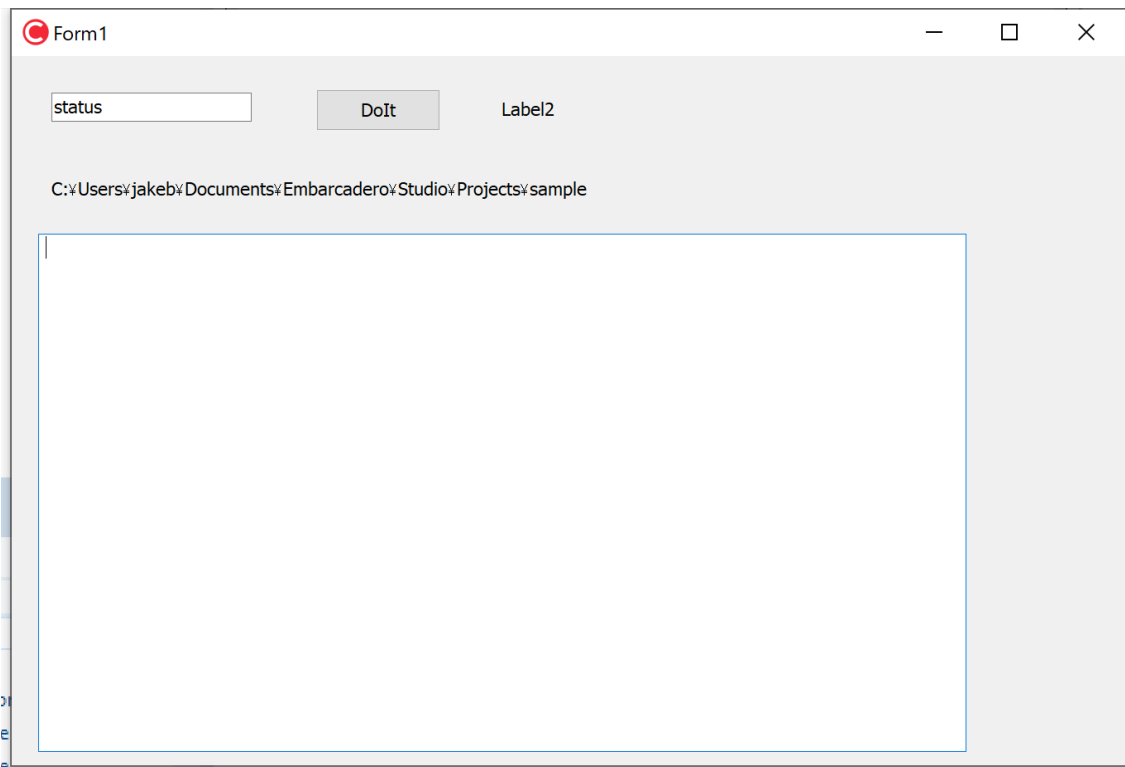 Form1
status DoIt Label2
C:¥Users¥jakeb¥Documents¥Embarcadero¥Studio¥Projects¥sample
e
e